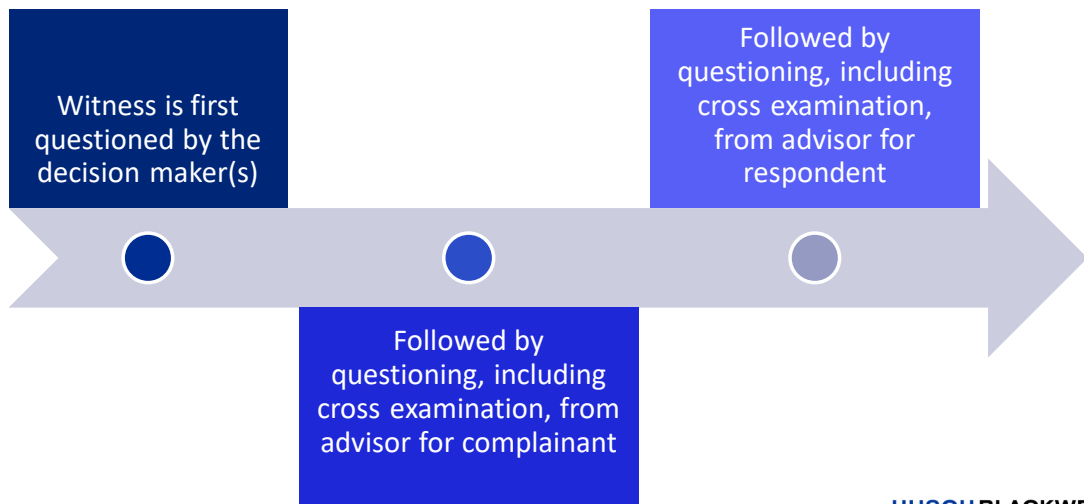 Witness is first
questioned by the
decision maker(s)
Followed by
questioning, including
cross examination, from
advisor for complainant
Followed by
questioning, including
cross examination,
from advisor for
respondent